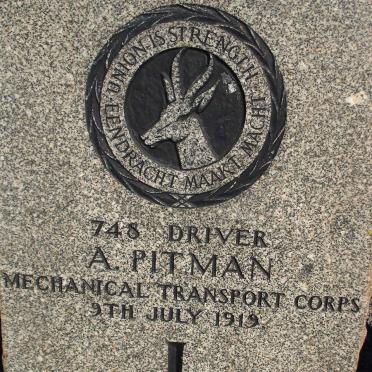 UNION IS STRENGTH
EENDRACHT MAAKT MACHT
748 DRIVER
A. PITMAN
MECHANICAL TRANSPORT CORPS
9TH JULY 1919